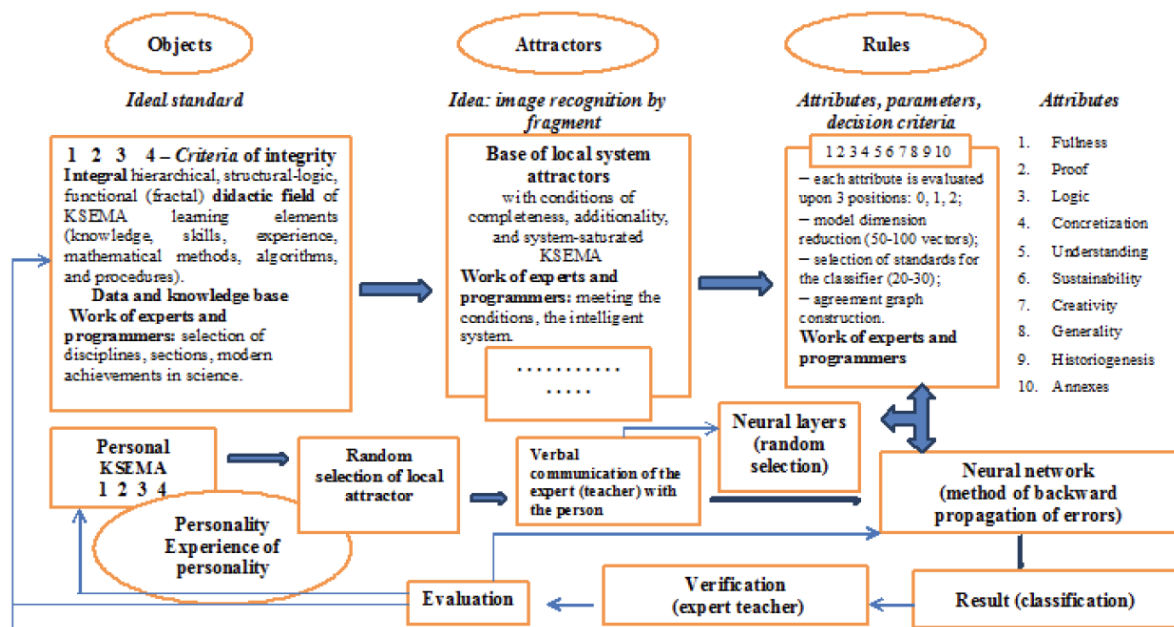 Objects
Attractors
Rules
Ideal standard
Idea: image recognition by
fragment
Attributes, parameters,
decision criteria
Attributes
1 2 3 4 – Criteria of integrity
Integral hierarchical, structural-logic,
functional (fractal) didactic field of
KSEMA learning elements
(knowledge, skills, experience,
mathematical methods, algorithms,
and procedures).
Data and knowledge base
Work of experts and
programmers: selection of
disciplines, sections, modern
achievements in science.
Base of local system
attractors
with conditions of
completeness, additionality,
and system-saturated
KSEMA
Work of experts and
programmers: meeting the
conditions, the intelligent
system.
. . . . . . . . . . .
. . . . .
1 2 3 4 5 6 7 8 9 10
– each attribute is evaluated
upon 3 positions: 0, 1, 2;
– model dimension
reduction (50-100 vectors);
– selection of standards for
the classifier (20-30);
– agreement graph
construction.
Work of experts and
programmers
1. Fullness
2. Proof
3. Logic
4. Concretization
5. Understanding
6. Sustainability
7. Creativity
8. Generality
9. Historiogenesis
10. Annexes
Personal
KSEMA
1 2 3 4
Random
selection of local
attractor
Verbal
communication of the
expert (teacher) with
the person
Neural layers
(random
selection)
Neural network
(method of backward
propagation of errors)
Personality
Experience of
personality
Evaluation
Verification
(expert teacher)
Result (classification)